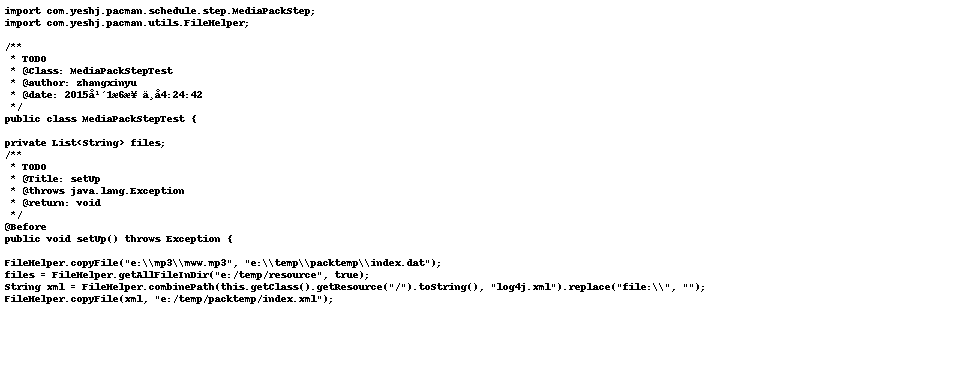 import com.yeshj.pacman.schedule.step.MediaPackStep;
import com.yeshj.pacman.utils.FileHelper;
/**
* TODO
* @Class: MediaPackStepTest
* @author: zhangxinyu
* @date: 2015å¹´1æ6æ¥ ä¸å4:24:42
*/
public class MediaPackStepTest {
private List<String> files;
/**
* TODO
* @Title: setUp
* @throws java.lang.Exception
* @return: void
*/
@Before
public void setUp() throws Exception {
FileHelper.copyFile("e:\\mp3\\mww.mp3", "e:\\temp\\packtemp\\index.dat");
files = FileHelper.getAllFileInDir("e:/temp/resource", true);
String xml = FileHelper.combinePath(this.getClass().getResource("/").toString(), "log4j.xml").replace("file:\\", "");
FileHelper.copyFile(xml, "e:/temp/packtemp/index.xml");